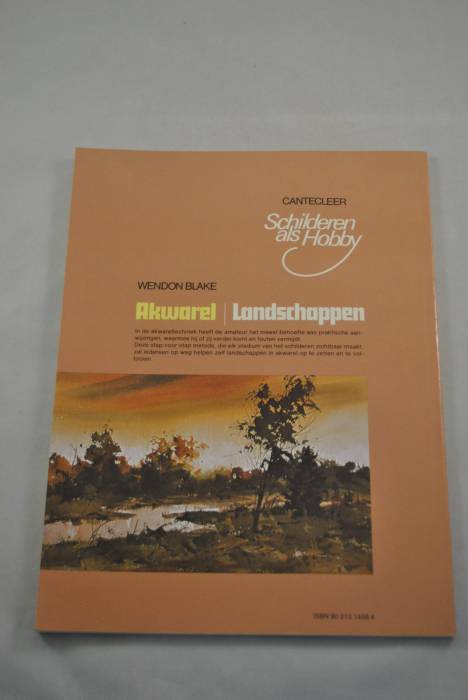 CANTECLEER
Schilderen
als Hobby
WENDON BLAKE
Akwarel | Landschappen
In de akwareltechniek heeft de amateur het meest behoefte aan praktische aan-
wijzingen, waarmee hij of zij verder komt en fouten vermijdt.
Deze stap-voor-stap metode, die elk stadium van het schilderen zichtbaar maakt,
zal iedereen op weg helpen zelf landschappen in akwarel op te zetten en te vol-
tooien.
ISBN 90 213